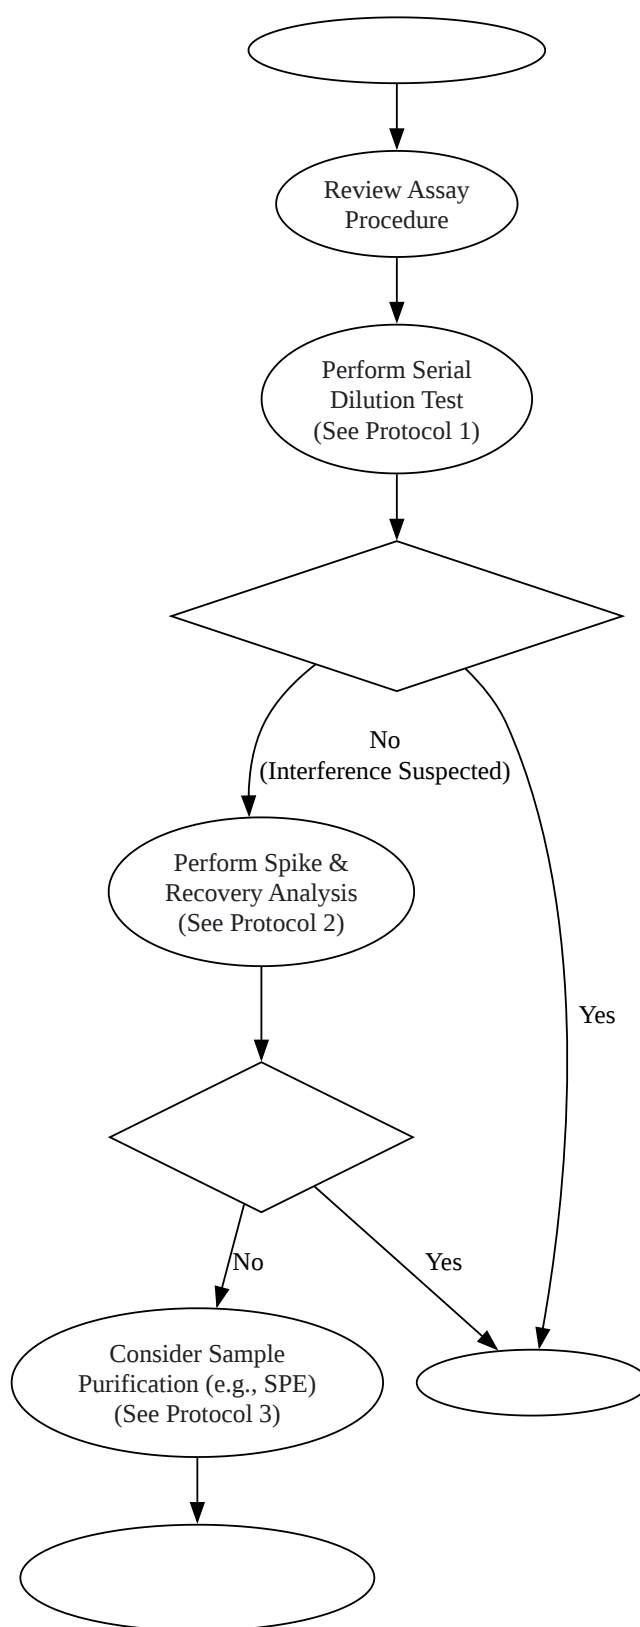 Review Assay
Procedure
Perform Serial
Dilution Test
(See Protocol 1)
No
(Interference Suspected)
Perform Spike &
Recovery Analysis
(See Protocol 2)
Yes
No
Yes
Consider Sample
Purification (e.g., SPE)
(See Protocol 3)